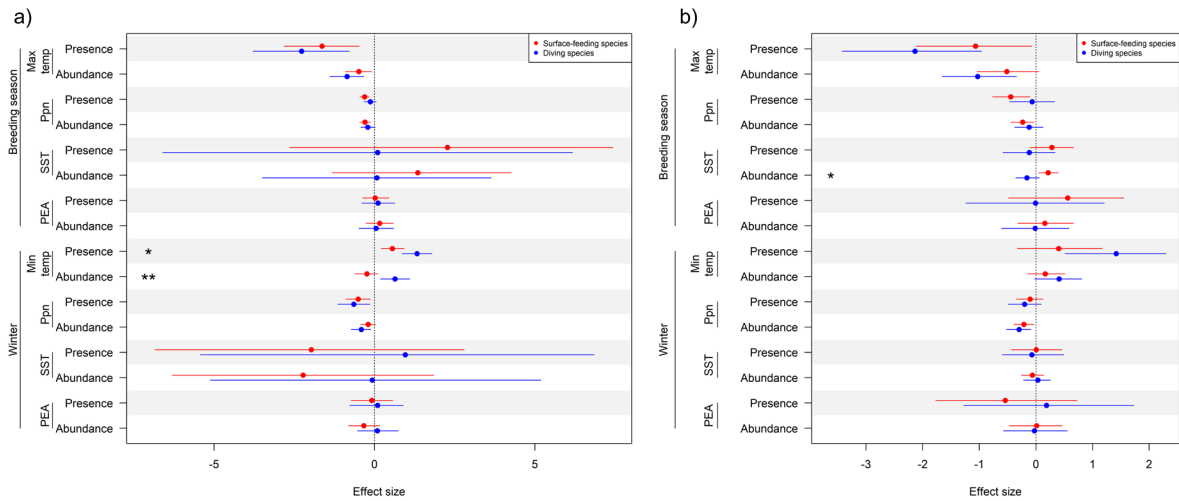 a)
Surface-feeding species
Diving species
Breeding season
Max temp
Presence
Abundance
Ppn
Presence
Abundance
SST
Presence
Abundance
PEA
Presence
Abundance
Winter
Min temp
Presence *
Abundance **
Ppn
Presence
Abundance
SST
Presence
Abundance
PEA
Presence
Abundance
-5 0 5
Effect size
b)
Surface-feeding species
Diving species
Breeding season
Max temp
Presence
Abundance
Ppn
Presence
Abundance
SST
Presence
Abundance *
PEA
Presence
Abundance
Winter
Min temp
Presence
Abundance
Ppn
Presence
Abundance
SST
Presence
Abundance
PEA
Presence
Abundance
-3 -2 -1 0 1 2
Effect size